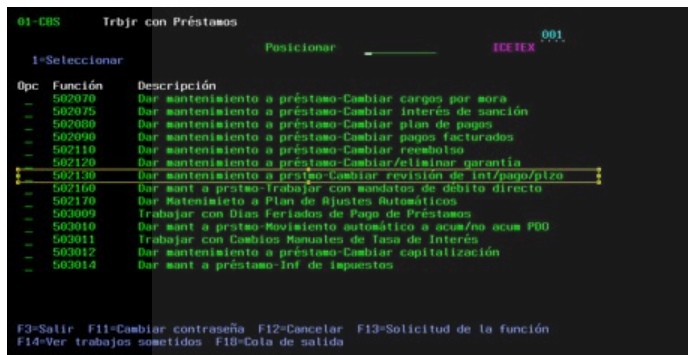 01-CBS Trbjr con Préstamos
001
Posicionar ICETEX
1=Seleccionar
Opc Función Descripción
502070 Dar mantenimiento a préstamo-Cambiar cargos por mora
502075 Dar mantenimiento a préstamo-Cambiar interés de sanción
502080 Dar mantenimiento a préstamo-Cambiar plan de pagos
502090 Dar mantenimiento a préstamo-Cambiar pagos facturados
502110 Dar mantenimiento a préstamo-Cambiar reembolso
502120 Dar mantenimiento a préstamo-Cambiar/eliminar garantía
502130 Dar mantenimiento a prstmo-Cambiar revisión de int/pago/plzo
502160 Dar mant a prstmo-Trabajar con mandatos de débito directo
502170 Dar Matenimieto a Plan de Ajustes Automáticos
503009 Trabajar con Días Feriados de Pago de Préstamos
503010 Dar mant a prstmo-Movimiento automático a acum/no acum PDO
503011 Trabajar con Cambios Manuales de Tasa de Interés
503012 Dar mantenimiento a préstamo-Cambiar capitalización
503014 Dar mant a préstamo-Inf de impuestos
F3=Salir F11=Cambiar contraseña F12=Cancelar F13=Solicitud de la función
F14=Ver trabajos sometidos F18=Cola de salida